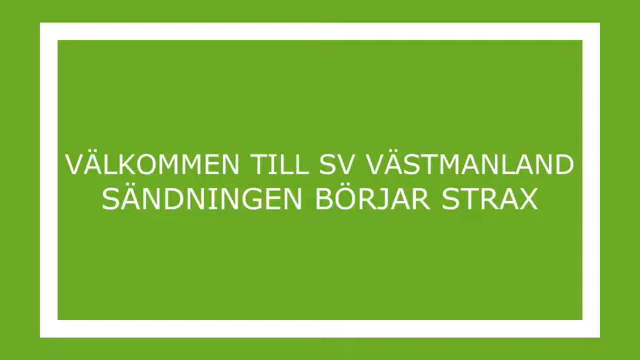 VÄLKOMMEN TILL SV VÄSTMANLAND
SÄNDNINGEN BÖRJAR STRAX